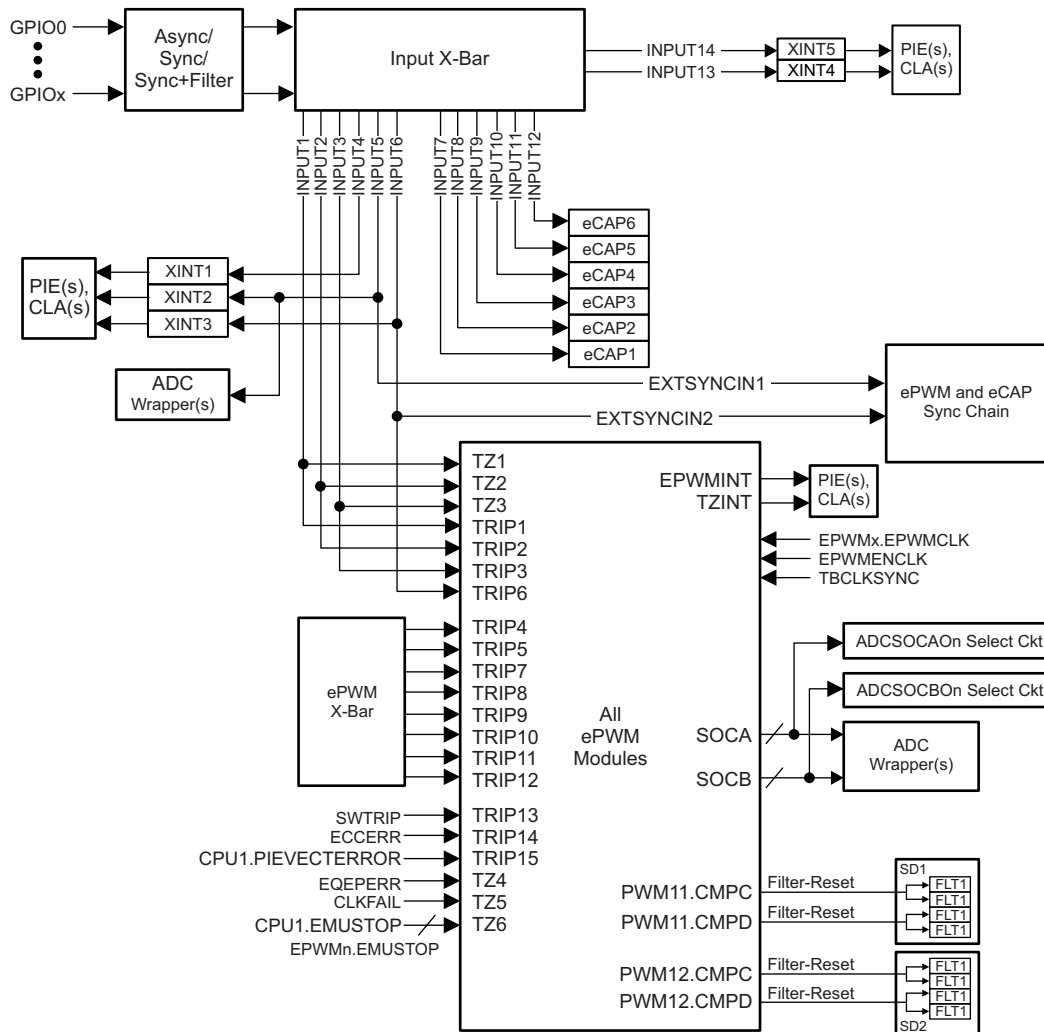 GPIO0
GPIOx
Async/
Sync/
Sync+Filter
Input X-Bar
INPUT14
INPUT13
XINT5
XINT4
PIE(s),
CLA(s)
INPUT1
INPUT2
INPUT3
INPUT4
INPUT5
INPUT6
INPUT7
INPUT8
INPUT9
INPUT10
INPUT11
INPUT12
eCAP6
eCAP5
eCAP4
eCAP3
eCAP2
eCAP1
PIE(s),
CLA(s)
XINT1
XINT2
XINT3
ADC
Wrapper(s)
EXTSYNCIN1
EXTSYNCIN2
ePWM and eCAP
Sync Chain
TZ1
TZ2
TZ3
TRIP1
TRIP2
TRIP3
TRIP6
EPWMINT
TZINT
PIE(s),
CLA(s)
EPWMx.EPWMCLK
EPWMENCLK
TBCLKSYNC
ePWM
X-Bar
TRIP4
TRIP5
TRIP7
TRIP8
TRIP9
TRIP10
TRIP11
TRIP12
All
ePWM
Modules
ADCSOCAOn Select Ckt
ADCSOCBOn Select Ckt
SOCA
SOCB
ADC
Wrapper(s)
SWTRIP
ECCERR
CPU1.PIEVECTERROR
EQEPERR
CLKFAIL
CPU1.EMUSTOP
EPWMn.EMUSTOP
TRIP13
TRIP14
TRIP15
TZ4
TZ5
TZ6
PWM11.CMPC
PWM11.CMPD
PWM12.CMPC
PWM12.CMPD
Filter-Reset
Filter-Reset
Filter-Reset
Filter-Reset
SD1
FLT1
FLT1
FLT1
FLT1
FLT1
FLT1
FLT1
FLT1
SD2